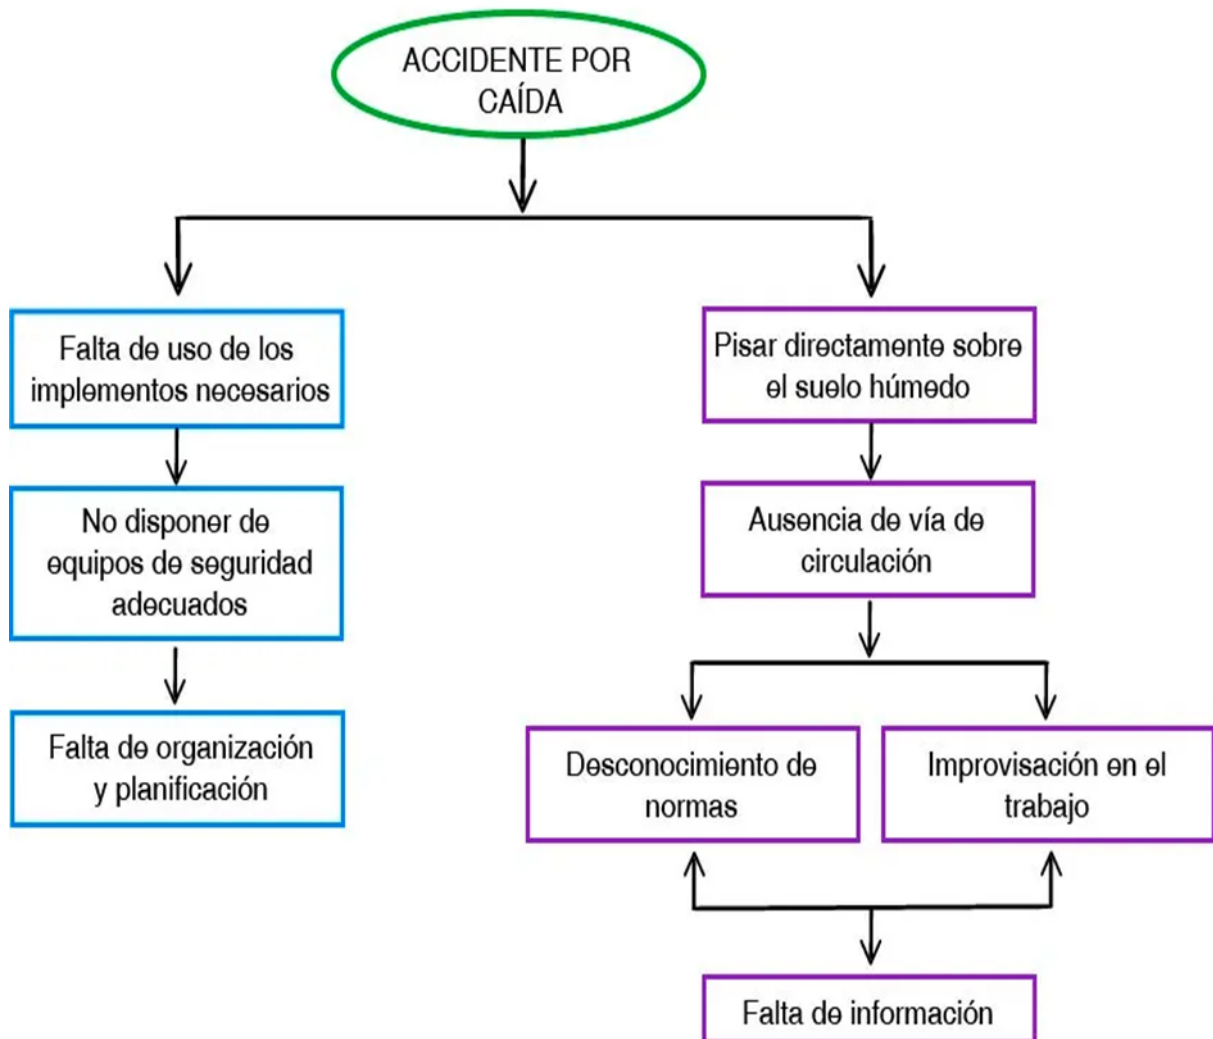 ACCIDENTE POR
CAÍDA
Falta de uso de los
implementos necesarios
Pisar directamente sobre
el suelo húmedo
No disponer de
equipos de seguridad
adecuados
Ausencia de vía de
circulación
Falta de organización
y planificación
Desconocimiento de
normas
Improvisación en el
trabajo
Falta de información